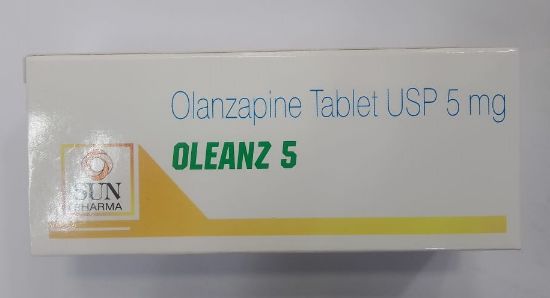 Olanzapine Tablet USP 5 mg
OLEANZ 5
SUN
PHARMA